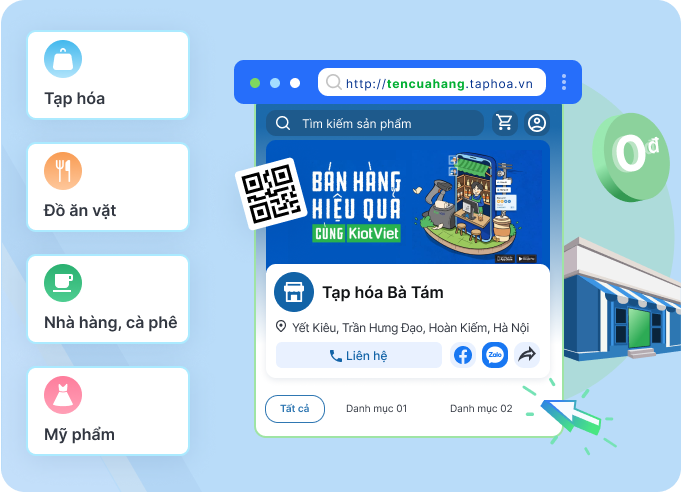 Tạp hóa
Đồ ăn vặt
Nhà hàng, cà phê
Mỹ phẩm
http://tencuahang.taphoa.vn
Tìm kiếm sản phẩm
BÁN HÀNG
HIỆU QUẢ
CÙNG KiotViet
Tạp hóa Bà Tám
Yết Kiêu, Trần Hưng Đạo, Hoàn Kiếm, Hà Nội
Liên hệ
Zalo
Tất cả
Danh mục 01
Danh mục 02
0đ